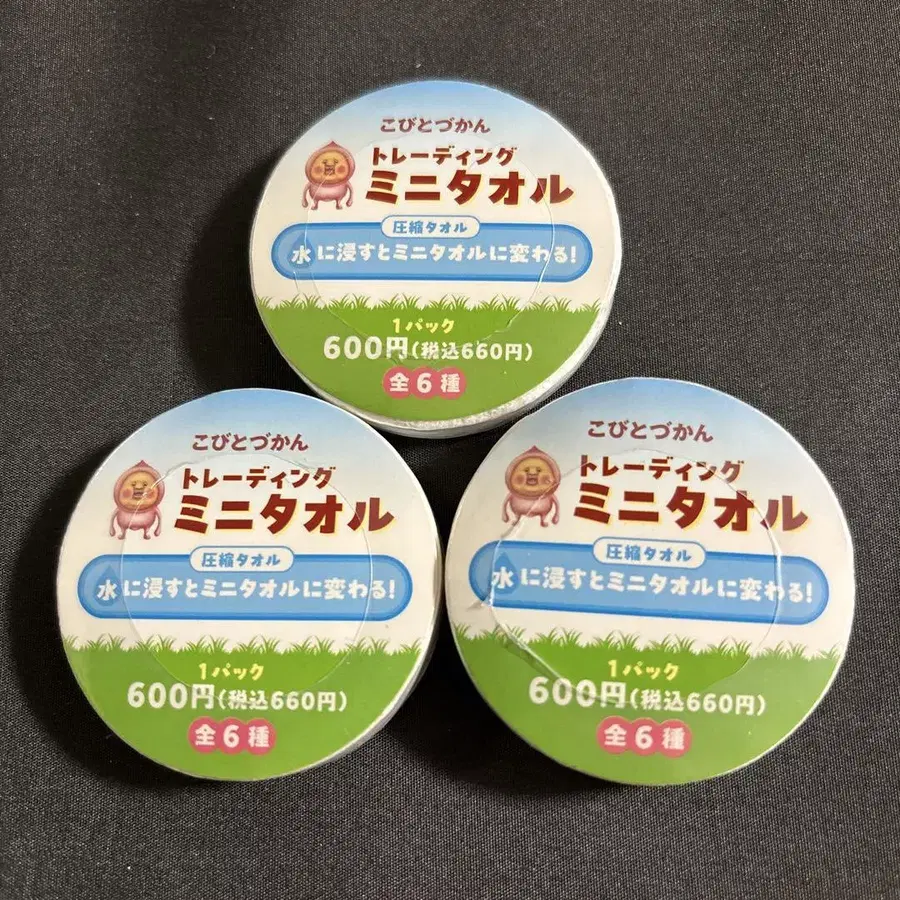 こびとづかん
トレーディング
ミニタオル
圧縮タオル
水に浸すとミニタオルに変わる!
1パック
600円(税込660円)
全6種
こびとづかん
トレーディング
ミニタオル
圧縮タオル
水に浸すとミニタオルに変わる!
1パック
600円(税込660円)
全6種
こびとづかん
トレーディング
ミニタオル
圧縮タオル
水に浸すとミニタオルに変わる!
1パック
600円(税込660円)
全6種